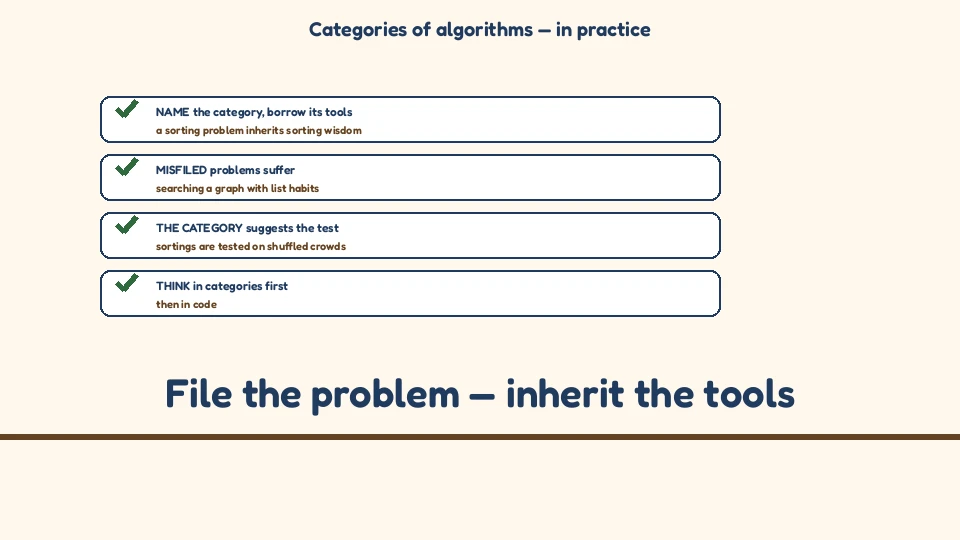 Categories of algorithms — in practice
NAME the category, borrow its tools
a sorting problem inherits sorting wisdom
MISFILED problems suffer
searching a graph with list habits
THE CATEGORY suggests the test
sortings are tested on shuffled crowds
THINK in categories first
then in code
File the problem — inherit the tools